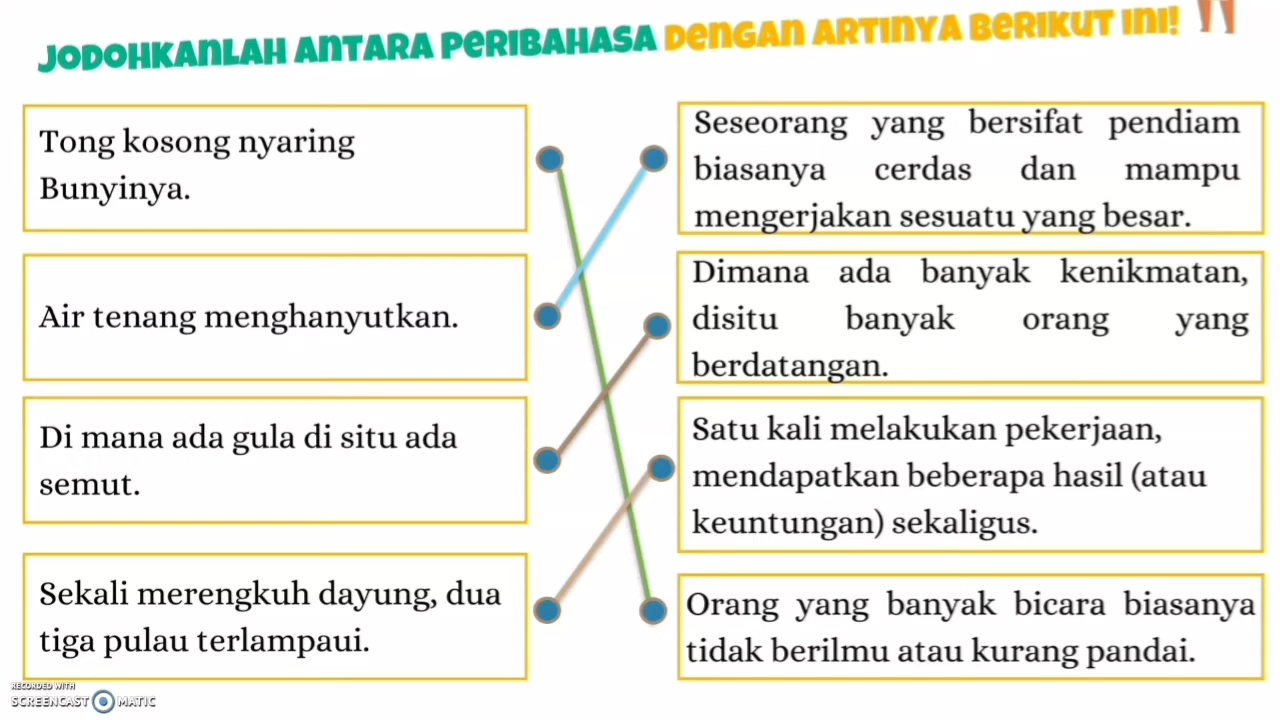 JODOHKANLAH ANTARA PERIBAHASA DENGAN ARTINYA BERIKUT INI!
Tong kosong nyaring
Bunyinya.
Air tenang menghanyutkan.
Di mana ada gula di situ ada
semut.
Sekali merengkuh dayung, dua
tiga pulau terlampaui.
Seseorang yang bersifat pendiam
biasanya cerdas dan mampu
mengerjakan sesuatu yang besar.
Dimana ada banyak kenikmatan,
disitu banyak orang yang
berdatangan.
Satu kali melakukan pekerjaan,
mendapatkan beberapa hasil (atau
keuntungan) sekaligus.
Orang yang banyak bicara biasanya
tidak berilmu atau kurang pandai.
RECORDED WITH
SCREENCAST MATIC